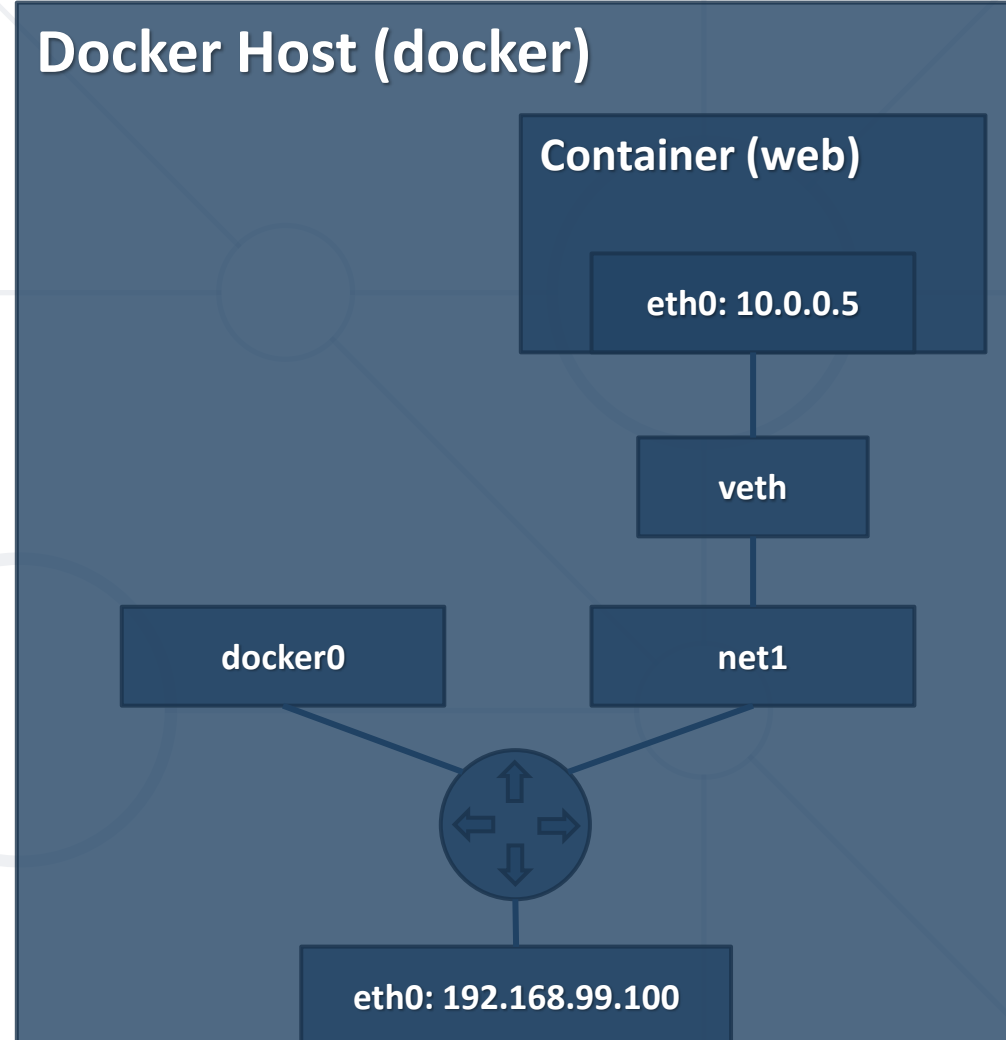 Docker Host (docker)
Container (web)
eth0: 10.0.0.5
veth
docker0
net1
eth0: 192.168.99.100